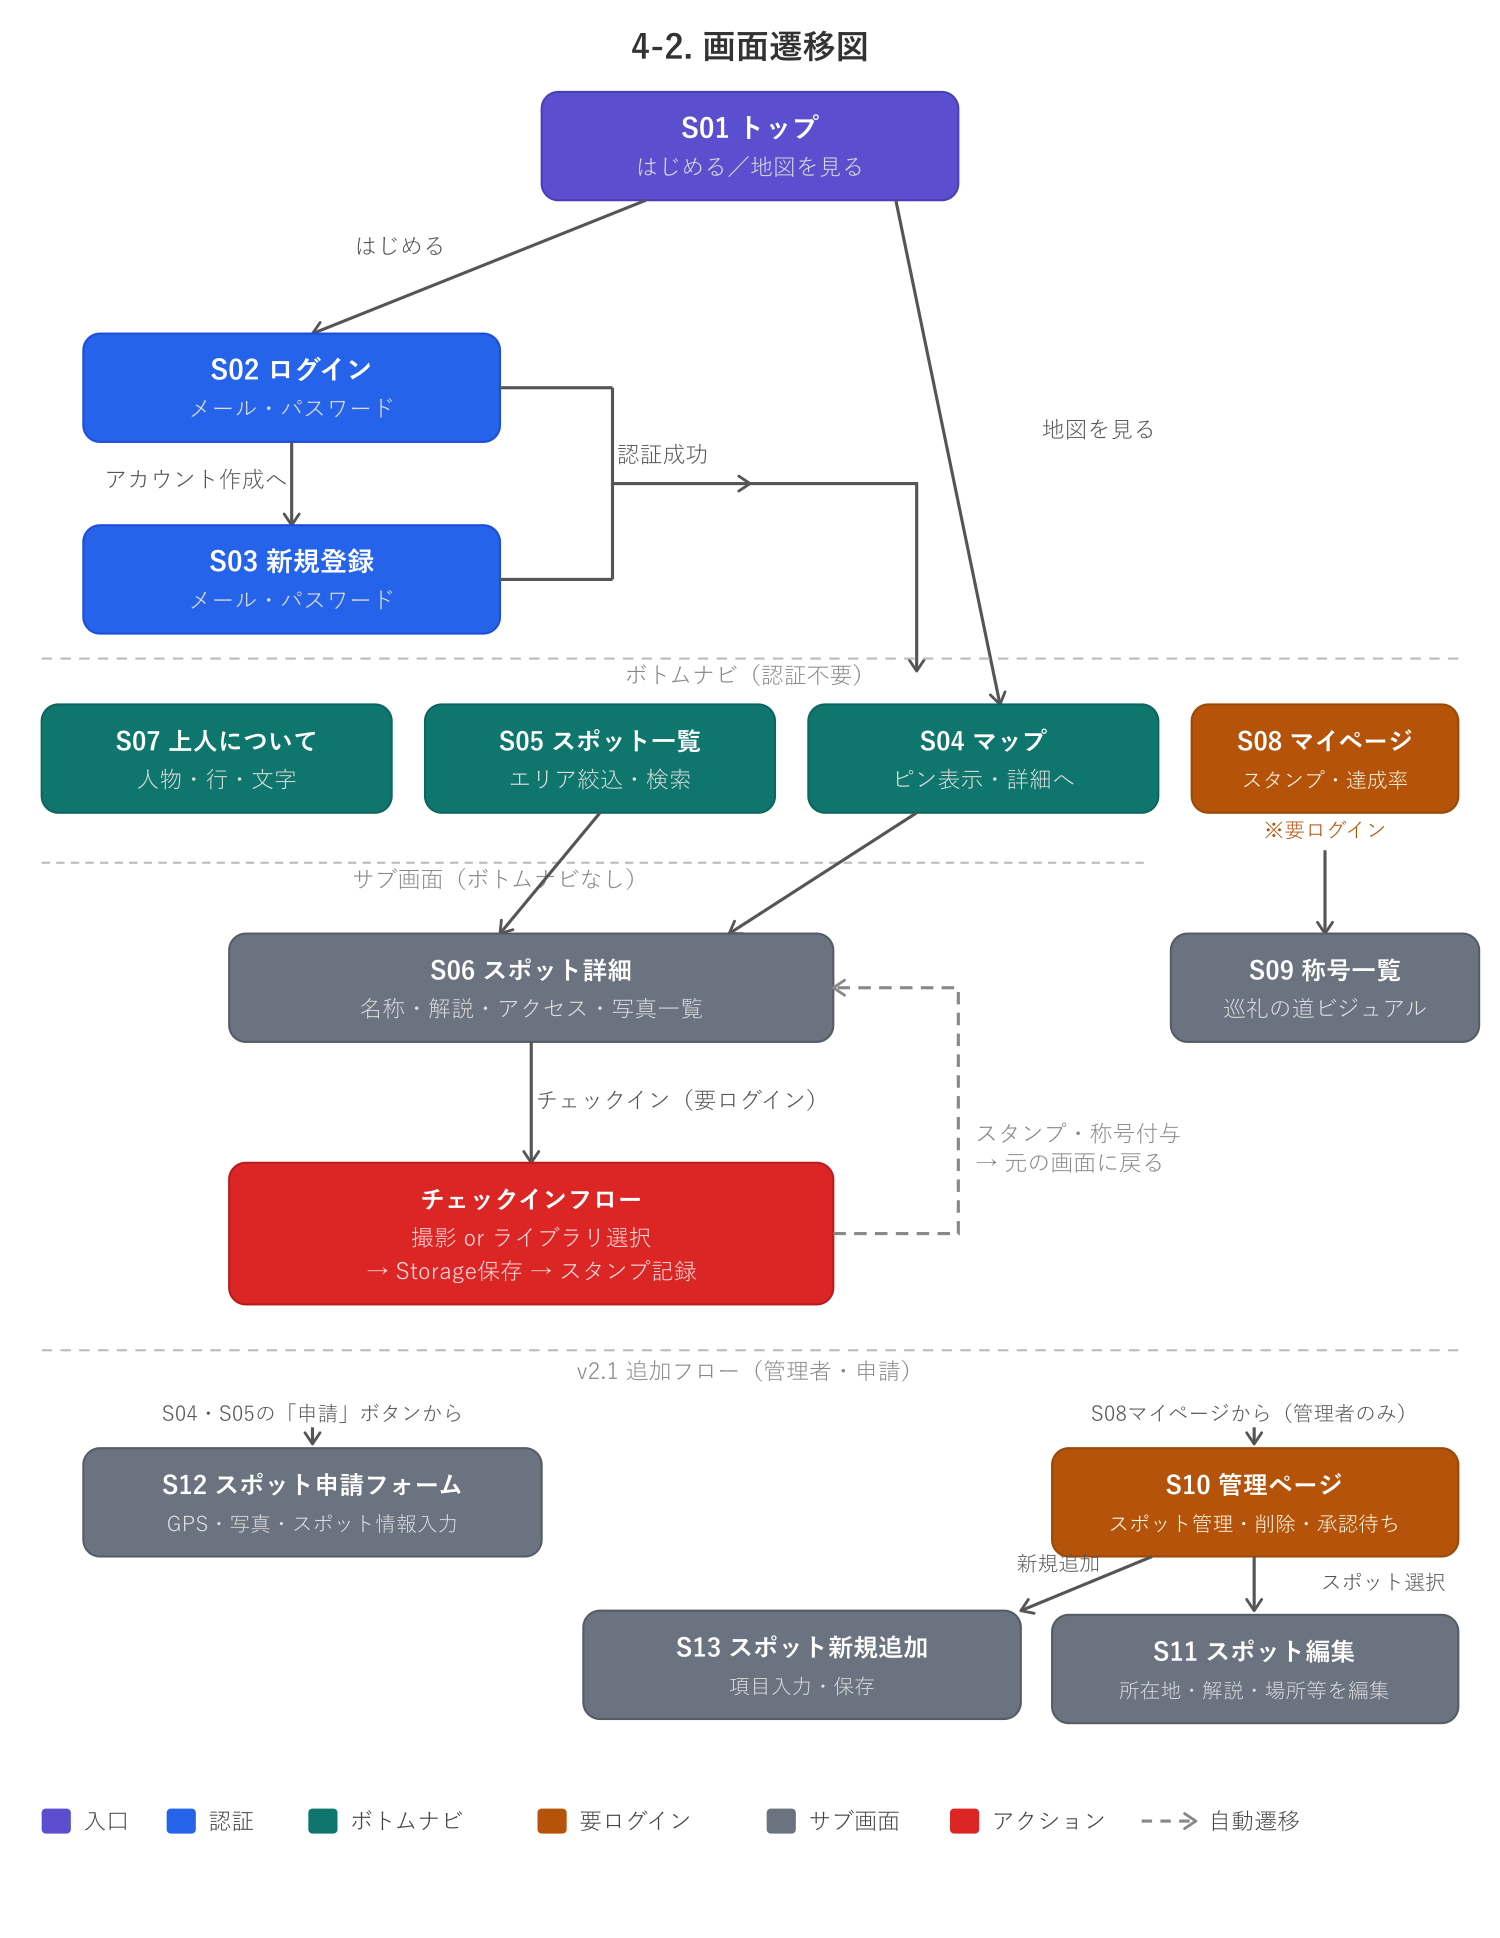 4-2. 画面遷移図
S01 トップ
はじめる／地図を見る
はじめる
S02 ログイン
メール・パスワード
地図を見る
認証成功
アカウント作成へ
S03 新規登録
メール・パスワード
ボトムナビ（認証不要）
S07 上人について
人物・行・文字
S05 スポット一覧
エリア絞込・検索
S04 マップ
ピン表示・詳細へ
S08 マイページ
スタンプ・達成率
※要ログイン
サブ画面（ボトムナビなし）
S06 スポット詳細
名称・解説・アクセス・写真一覧
S09 称号一覧
巡礼の道ビジュアル
チェックイン（要ログイン）
スタンプ・称号付与
→ 元の画面に戻る
チェックインフロー
撮影 or ライブラリ選択
→ Storage保存 → スタンプ記録
v2.1 追加フロー（管理者・申請）
S04・S05の「申請」ボタンから
S08マイページから（管理者のみ）
S12 スポット申請フォーム
GPS・写真・スポット情報入力
S10 管理ページ
スポット管理・削除・承認待ち
新規追加
スポット選択
S13 スポット新規追加
項目入力・保存
S11 スポット編集
所在地・解説・場所等を編集
入口
認証
ボトムナビ
要ログイン
サブ画面
アクション
自動遷移